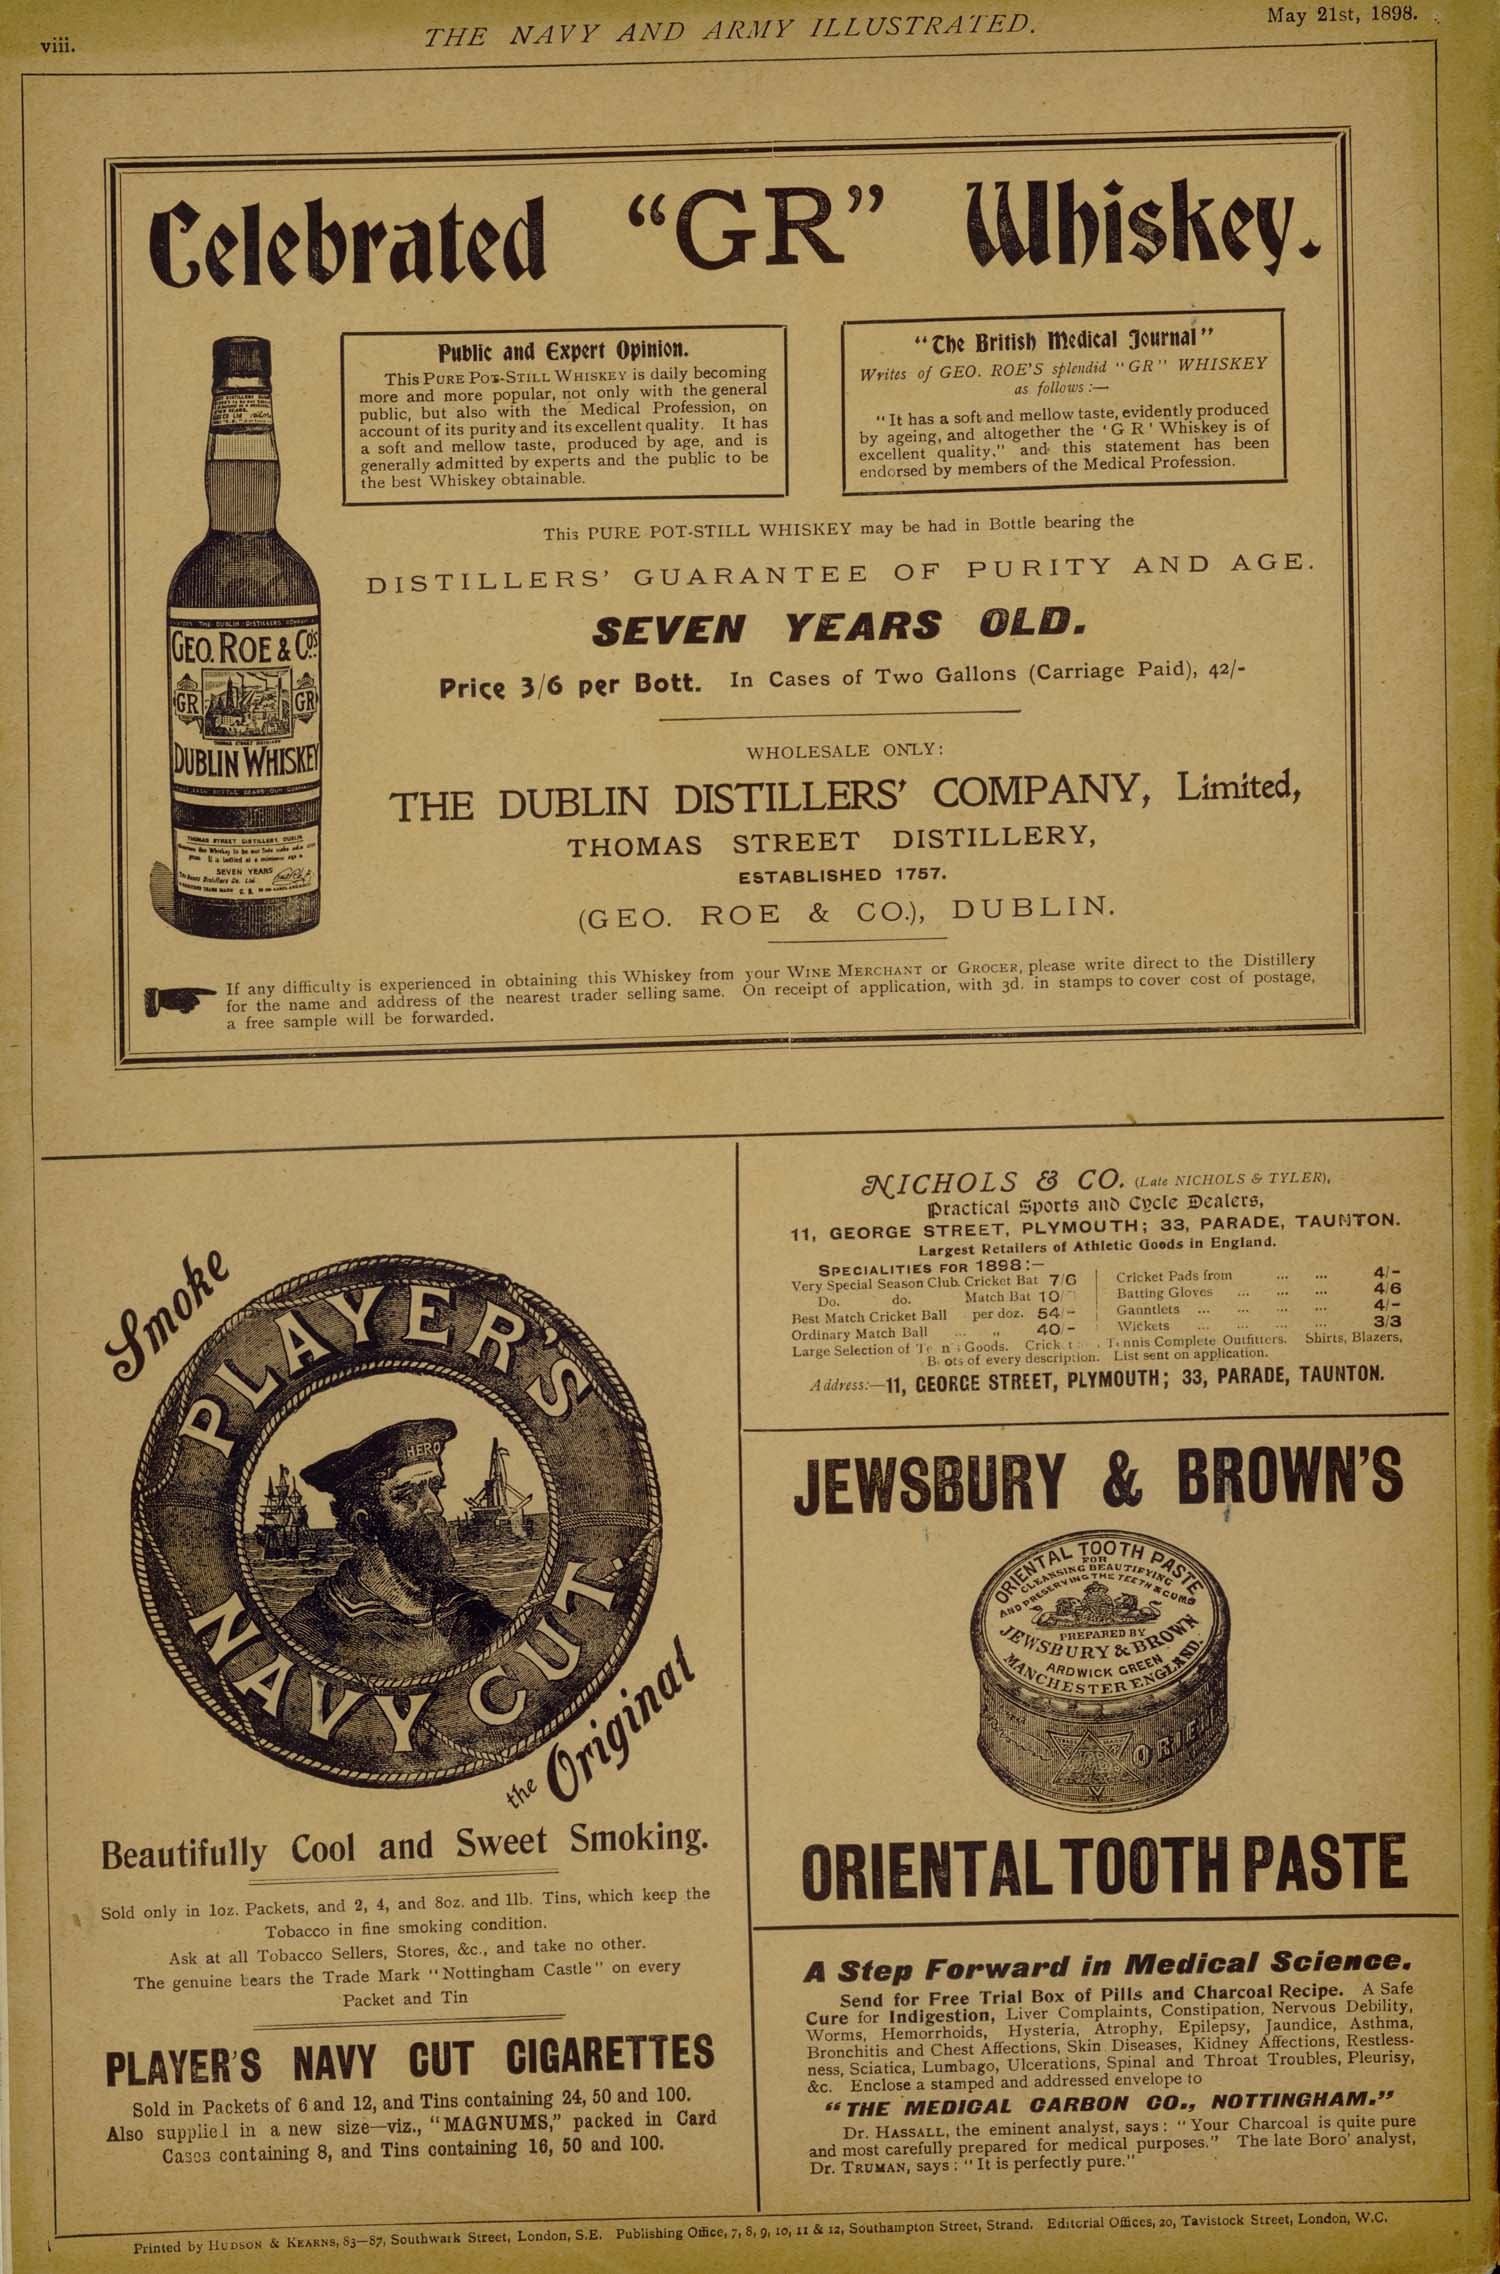 viii.
THE NAVY AND ARMY ILLUSTRATED.
May 21st, 1898.
Celebrated "GR" Whiskey.
Public and Expert Opinion.
This PURE POT-STILL WHISKEY is daily becoming
more and more popular, not only with the general
public, but also with the Medical Profession, on
account of its purity and its excellent quality. It has
a soft and mellow taste, produced by age, and is
generally admitted by experts and the public to be
the best Whiskey obtainable.
"The British Medical Journal"
Writes of GEO. ROE'S splendid "GR" WHISKEY
as follows:—
"It has a soft and mellow taste, evidently produced
by ageing, and altogether the 'G R' Whiskey is of
excellent quality," and this statement has been
endorsed by members of the Medical Profession.
GEO. ROE & Co's
GR
GR
DUBLIN WHISKEY
THOMAS STREET DISTILLERY, DUBLIN
SEVEN YEARS
This PURE POT-STILL WHISKEY may be had in Bottle bearing the
DISTILLERS' GUARANTEE OF PURITY AND AGE.
SEVEN YEARS OLD.
Price 3/6 per Bott. In Cases of Two Gallons (Carriage Paid), 42/-
WHOLESALE ONLY:
THE DUBLIN DISTILLERS' COMPANY, Limited,
THOMAS STREET DISTILLERY,
ESTABLISHED 1757.
(GEO. ROE & CO.), DUBLIN.
If any difficulty is experienced in obtaining this Whiskey from your WINE MERCHANT or GROCER, please write direct to the Distillery
for the name and address of the nearest trader selling same. On receipt of application, with 3d. in stamps to cover cost of postage,
a free sample will be forwarded.
Smoke
PLAYER'S
HERO
NAVY CUT.
the Original
Beautifully Cool and Sweet Smoking.
Sold only in 1oz. Packets, and 2, 4, and 8oz. and 1lb. Tins, which keep the
Tobacco in fine smoking condition.
Ask at all Tobacco Sellers, Stores, &c., and take no other.
The genuine bears the Trade Mark "Nottingham Castle" on every
Packet and Tin
PLAYER'S NAVY CUT CIGARETTES
Sold in Packets of 6 and 12, and Tins containing 24, 50 and 100.
Also supplied in a new size—viz., "MAGNUMS," packed in Card
Cases containing 8, and Tins containing 16, 50 and 100.
NICHOLS & CO. (Late NICHOLS & TYLER),
Practical Sports and Cycle Dealers,
11, GEORGE STREET, PLYMOUTH; 33, PARADE, TAUNTON.
Largest Retailers of Athletic Goods in England.
SPECIALITIES FOR 1898:—
Very Special Season Club Cricket Bat 7/6
Do. do. Match Bat
Best Match Cricket Ball per doz. 54/-
Ordinary Match Ball ... " 40/-
Cricket Pads from ... ... 4/-
Batting Gloves ... ... ... 4/6
Gauntlets ... ... ... ... 4/-
Wickets ... ... ... ... 3/3
Large Selection of Tennis Goods. Cricket Tennis Complete Outfitters. Shirts, Blazers,
Boots of every description. List sent on application.
Address:—11, GEORGE STREET, PLYMOUTH; 33, PARADE, TAUNTON.
JEWSBURY & BROWN'S
ORIENTAL TOOTH PASTE
FOR
CLEANSING BEAUTIFYING
AND PRESERVING THE TEETH & GUMS
PREPARED BY
JEWSBURY & BROWN
ARDWICK GREEN
MANCHESTER ENGLAND.
ORIENTAL TOOTH PASTE
A Step Forward in Medical Science.
Send for Free Trial Box of Pills and Charcoal Recipe. A Safe
Cure for Indigestion, Liver Complaints, Constipation, Nervous Debility,
Worms, Hemorrhoids, Hysteria, Atrophy, Epilepsy, Jaundice, Asthma,
Bronchitis and Chest Affections, Skin Diseases, Kidney Affections, Restless-
ness, Sciatica, Lumbago, Ulcerations, Spinal and Throat Troubles, Pleurisy,
&c. Enclose a stamped and addressed envelope to
"THE MEDICAL CARBON CO., NOTTINGHAM."
Dr. HASSALL, the eminent analyst, says: "Your Charcoal is quite pure
and most carefully prepared for medical purposes." The late Boro' analyst,
Dr. TRUMAN, says: "It is perfectly pure."
Printed by HUDSON & KEARNS, 83—87, Southwark Street, London, S.E. Publishing Office, 7, 8, 9, 10, 11 & 12, Southampton Street, Strand. Editorial Offices, 20, Tavistock Street, London, W.C.